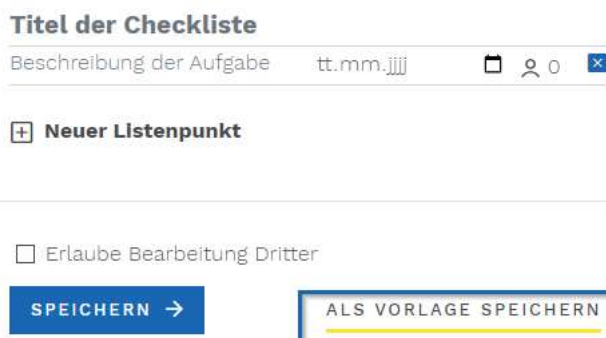 Titel der Checkliste
Beschreibung der Aufgabe tt.mm.jjjj 0
Neuer Listenpunkt
Erlaube Bearbeitung Dritter
SPEICHERN → ALS VORLAGE SPEICHERN